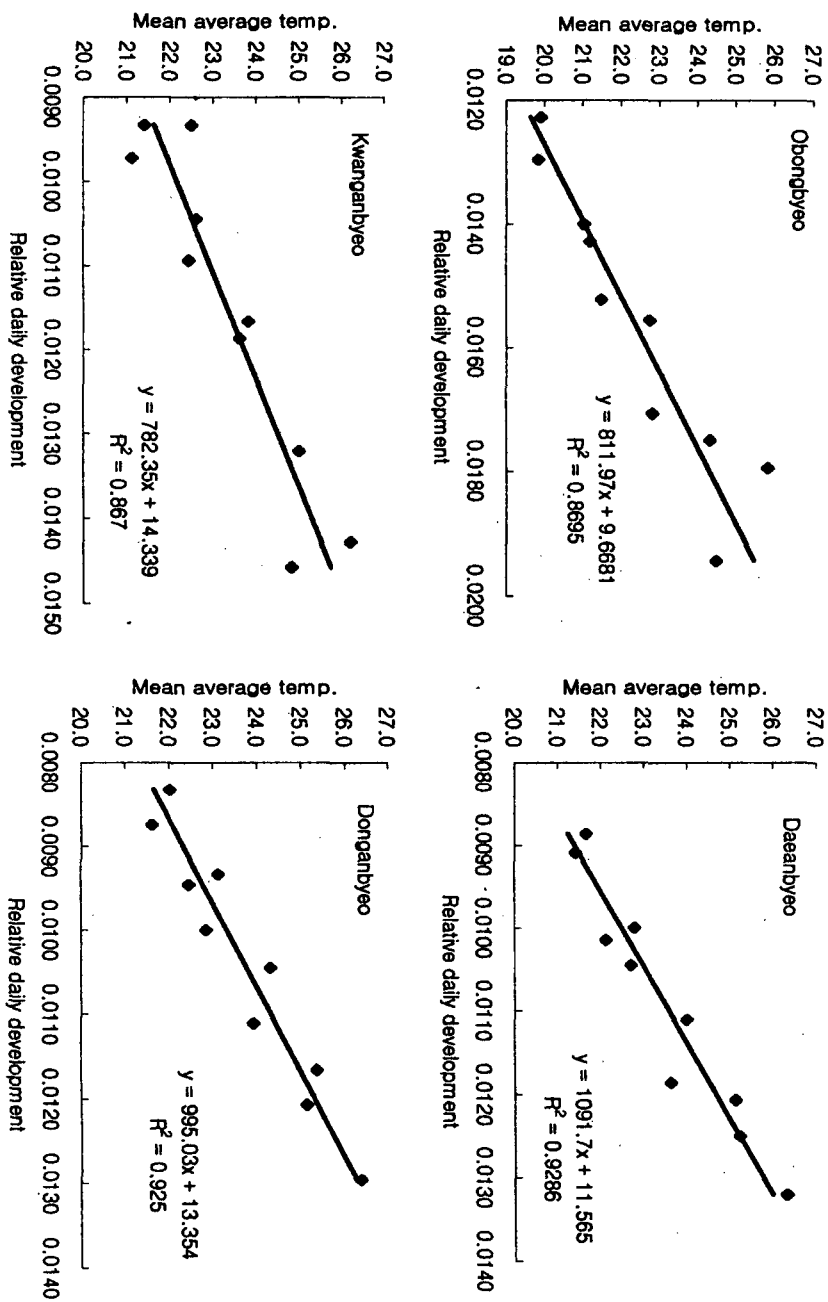 Obongbyeo
Mean average temp.
27.0
26.0
25.0
24.0
23.0
22.0
21.0
20.0
19.0
0.0120 0.0140 0.0160 0.0180 0.0200
Relative daily development
y = 811.97x + 9.6681
R² = 0.8695
Daeanbyeo
Mean average temp.
27.0
26.0
25.0
24.0
23.0
22.0
21.0
20.0
0.0080 0.0090 0.0100 0.0110 0.0120 0.0130 0.0140
Relative daily development
y = 1091.7x + 11.565
R² = 0.9286
Kwanganbyeo
Mean average temp.
27.0
26.0
25.0
24.0
23.0
22.0
21.0
20.0
0.0090 0.0100 0.0110 0.0120 0.0130 0.0140 0.0150
Relative daily development
y = 782.35x + 14.339
R² = 0.867
Donganbyeo
Mean average temp.
27.0
26.0
25.0
24.0
23.0
22.0
21.0
20.0
0.0080 0.0090 0.0100 0.0110 0.0120 0.0130 0.0140
Relative daily development
y = 995.03x + 13.354
R² = 0.925